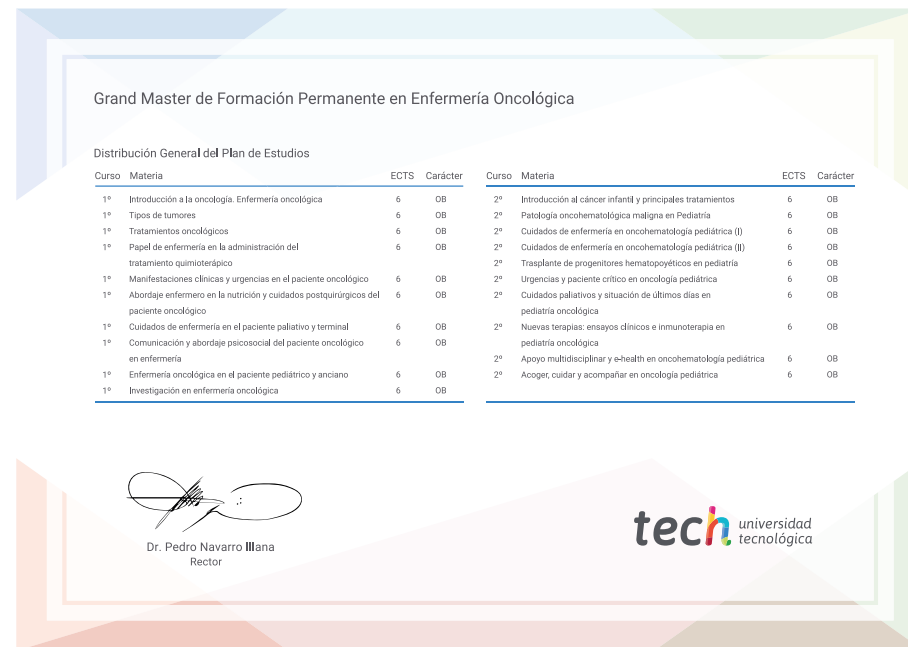 Grand Master de Formación Permanente en Enfermería Oncológica
Distribución General del Plan de Estudios
Curso Materia ECTS Carácter
1º Introducción a la oncología. Enfermería oncológica 6 OB
1º Tipos de tumores 6 OB
1º Tratamientos oncológicos 6 OB
1º Papel de enfermería en la administración del 6 OB
tratamiento quimioterápico
1º Manifestaciones clínicas y urgencias en el paciente oncológico 6 OB
1º Abordaje enfermero en la nutrición y cuidados postquirúrgicos del 6 OB
paciente oncológico
1º Cuidados de enfermería en el paciente paliativo y terminal 6 OB
1º Comunicación y abordaje psicosocial del paciente oncológico 6 OB
en enfermería
1º Enfermería oncológica en el paciente pediátrico y anciano 6 OB
1º Investigación en enfermería oncológica 6 OB
Curso Materia ECTS Carácter
2º Introducción al cáncer infantil y principales tratamientos 6 OB
2º Patología oncohematológica maligna en Pediatría 6 OB
2º Cuidados de enfermería en oncohematología pediátrica (I) 6 OB
2º Cuidados de enfermería en oncohematología pediátrica (II) 6 OB
2º Trasplante de progenitores hematopoyéticos en pediatría 6 OB
2º Urgencias y paciente crítico en oncología pediátrica 6 OB
2º Cuidados paliativos y situación de últimos días en 6 OB
pediatría oncológica
2º Nuevas terapias: ensayos clínicos e inmunoterapia en 6 OB
pediatría oncológica
2º Apoyo multidisciplinar y e-health en oncohematología pediátrica 6 OB
2º Acoger, cuidar y acompañar en oncología pediátrica 6 OB
Dr. Pedro Navarro Illana
Rector
tech universidad
tecnológica